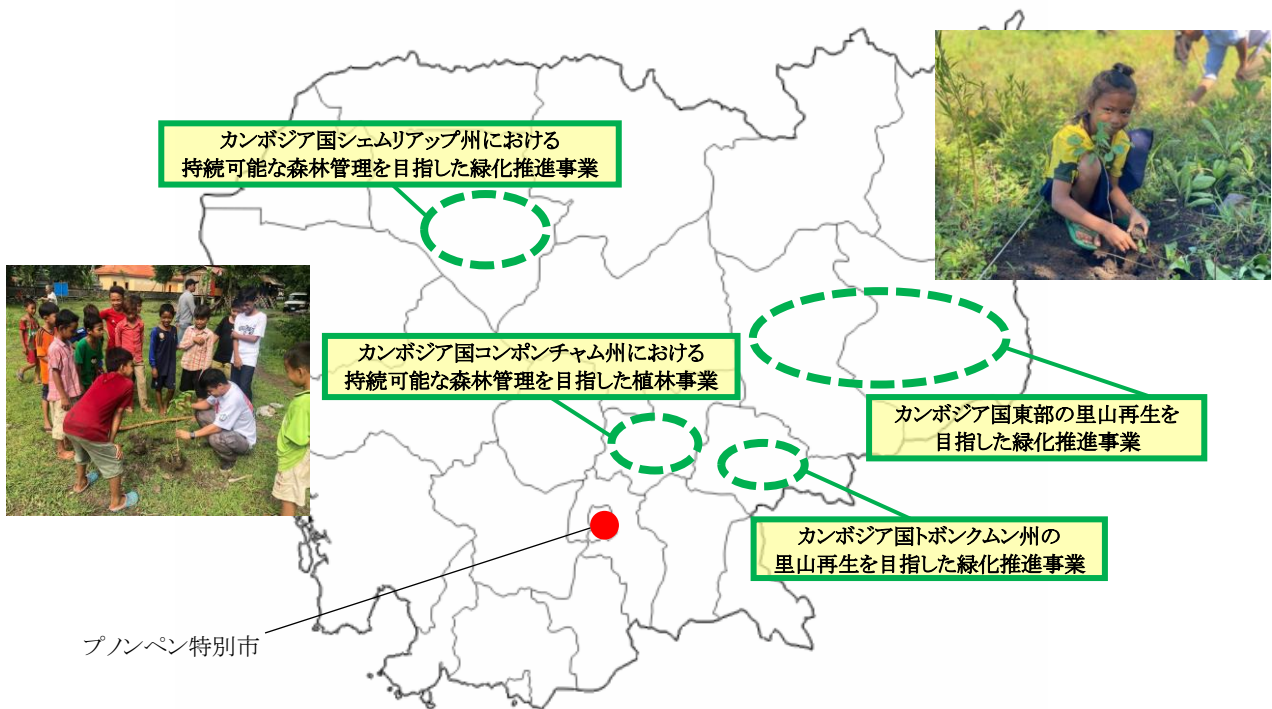 カンボジア国シェムリアップ州における
持続可能な森林管理を目指した緑化推進事業
カンボジア国コンポンチャム州における
持続可能な森林管理を目指した植林事業
カンボジア国東部の里山再生を
目指した緑化推進事業
カンボジア国トボンクムン州の
里山再生を目指した緑化推進事業
プノンペン特別市